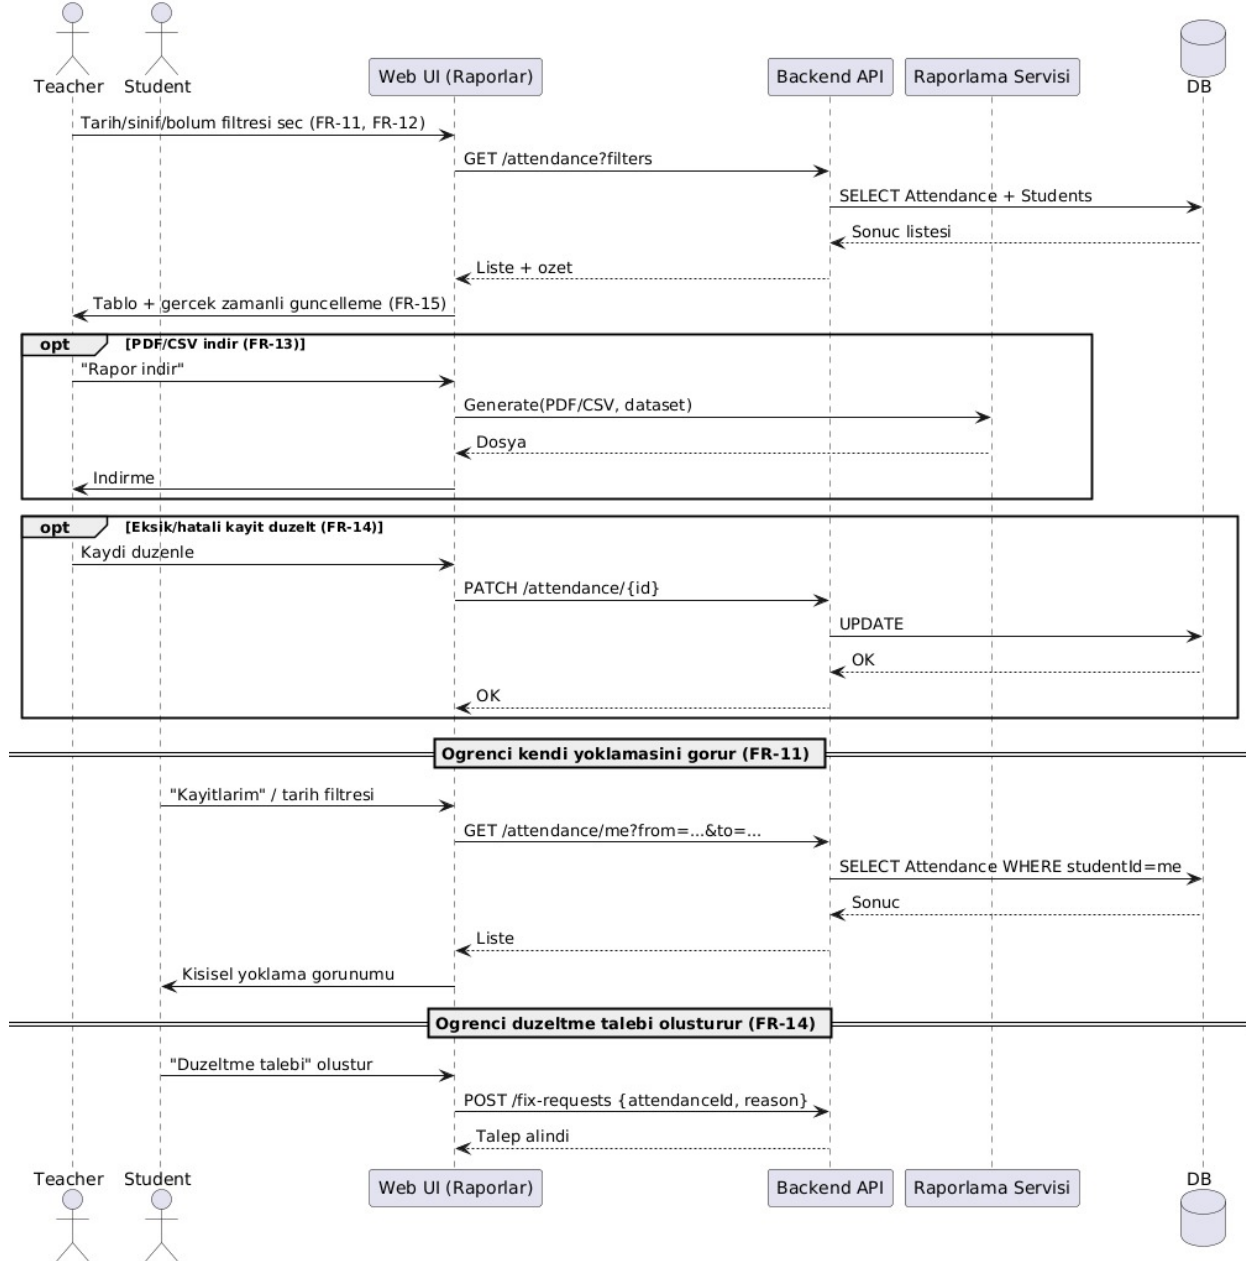 Teacher
Student
Web UI (Raporlar)
Backend API
Raporlama Servisi
DB
Tarih/sinif/bolum filtresi sec (FR-11, FR-12)
GET /attendance?filters
SELECT Attendance + Students
Sonuc listesi
Liste + ozet
Tablo + gercek zamanli guncelleme (FR-15)
opt
[PDF/CSV indir (FR-13)]
"Rapor indir"
Generate(PDF/CSV, dataset)
Dosya
Indirme
opt
[Eksik/hatali kayit duzelt (FR-14)]
Kaydi duzenle
PATCH /attendance/{id}
UPDATE
OK
OK
Ogrenci kendi yoklamasini gorur (FR-11)
"Kayitlarim" / tarih filtresi
GET /attendance/me?from=...&to=...
SELECT Attendance WHERE studentId=me
Sonuc
Liste
Kisisel yoklama gorunumu
Ogrenci duzeltme talebi olusturur (FR-14)
"Duzeltme talebi" olustur
POST /fix-requests {attendanceId, reason}
Talep alindi
Teacher
Student
Web UI (Raporlar)
Backend API
Raporlama Servisi
DB